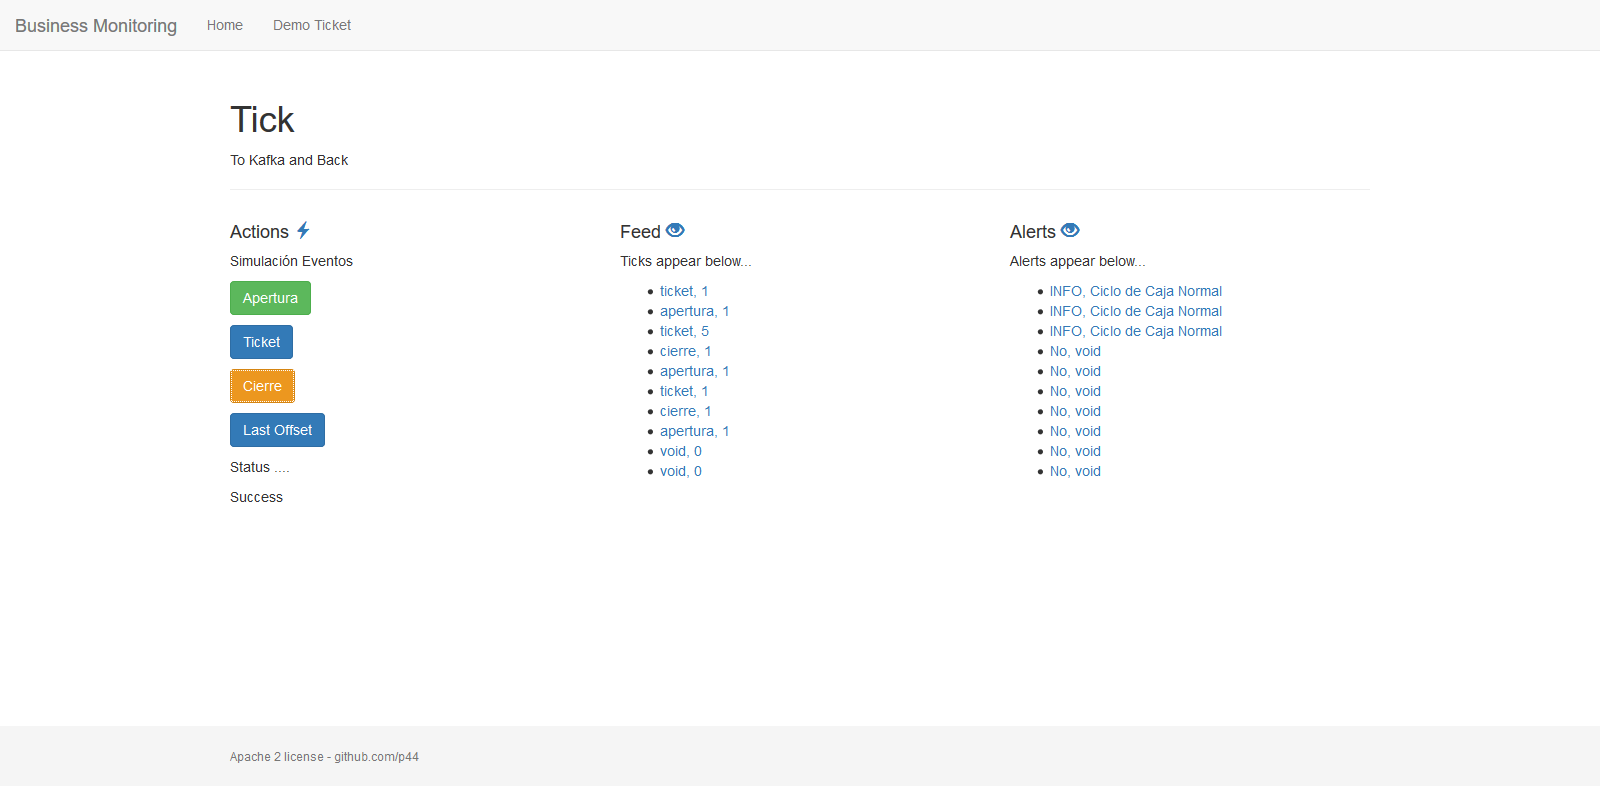 Business Monitoring Home Demo Ticket
Tick
To Kafka and Back
Actions
Simulación Eventos
Apertura
Ticket
Cierre
Last Offset
Status ....
Success
Feed
Ticks appear below...
ticket, 1
apertura, 1
ticket, 5
cierre, 1
apertura, 1
ticket, 1
cierre, 1
apertura, 1
void, 0
void, 0
Alerts
Alerts appear below...
INFO, Ciclo de Caja Normal
INFO, Ciclo de Caja Normal
INFO, Ciclo de Caja Normal
No, void
No, void
No, void
No, void
No, void
No, void
No, void
Apache 2 license - github.com/p44